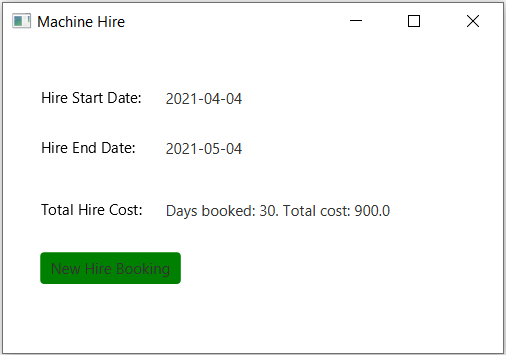 Machine Hire
Hire Start Date: 2021-04-04
Hire End Date: 2021-05-04
Total Hire Cost: Days booked: 30. Total cost: 900.0
New Hire Booking